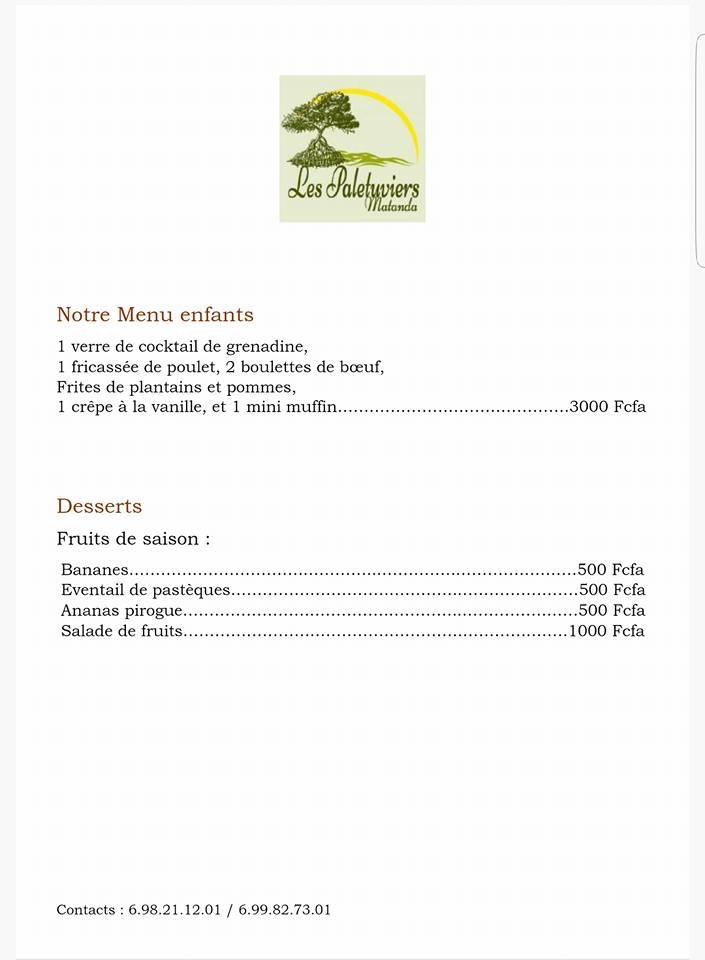 Les Paletuviers
Matanda
Notre Menu enfants
1 verre de cocktail de grenadine,
1 fricassée de poulet, 2 boulettes de bœuf,
Frites de plantains et pommes,
1 crêpe à la vanille, et 1 mini muffin............................................3000 Fcfa
Desserts
Fruits de saison :
Bananes.....................................................................................500 Fcfa
Eventail de pastèques..................................................................500 Fcfa
Ananas pirogue...........................................................................500 Fcfa
Salade de fruits.........................................................................1000 Fcfa
Contacts : 6.98.21.12.01 / 6.99.82.73.01